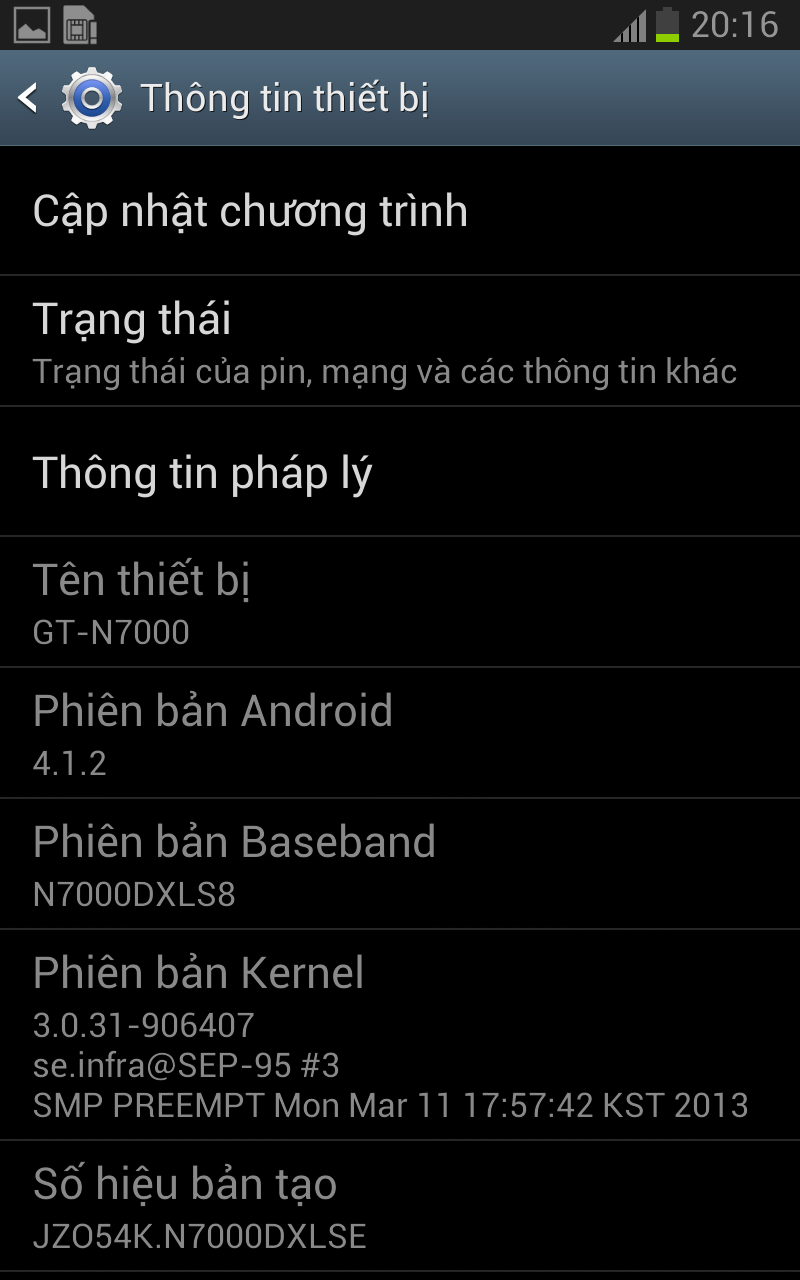 20:16
Thông tin thiết bị
Cập nhật chương trình
Trạng thái
Trạng thái của pin, mạng và các thông tin khác
Thông tin pháp lý
Tên thiết bị
GT-N7000
Phiên bản Android
4.1.2
Phiên bản Baseband
N7000DXLS8
Phiên bản Kernel
3.0.31-906407
se.infra@SEP-95 #3
SMP PREEMPT Mon Mar 11 17:57:42 KST 2013
Số hiệu bản tạo
JZO54K.N7000DXLSE